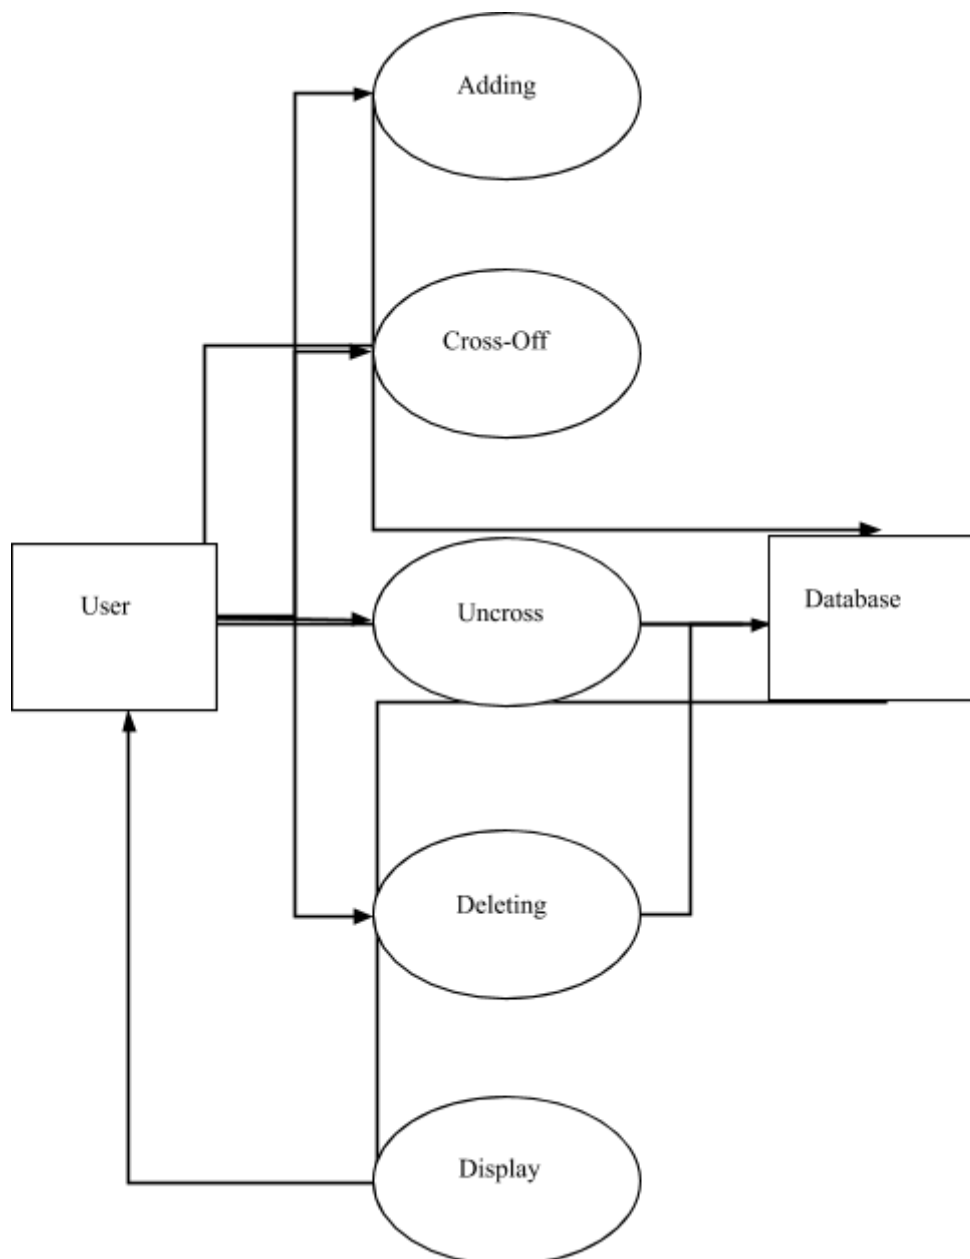 Adding
Cross-Off
User
Uncross
Database
Deleting
Display